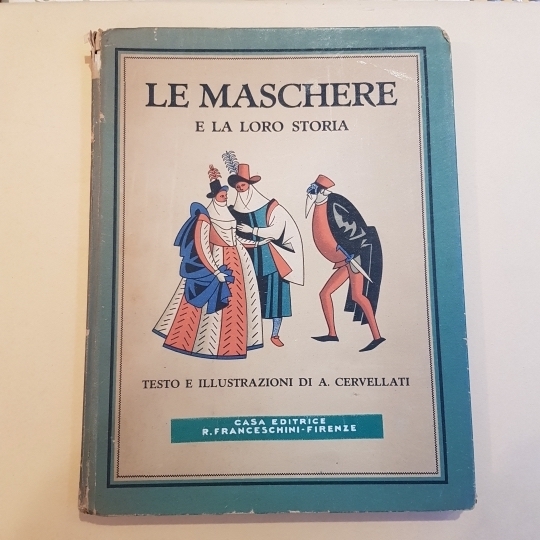 LE MASCHERE
E LA LORO STORIA
TESTO E ILLUSTRAZIONI DI A. CERVELLATI
CASA EDITRICE
R. FRANCESCHINI-FIRENZE